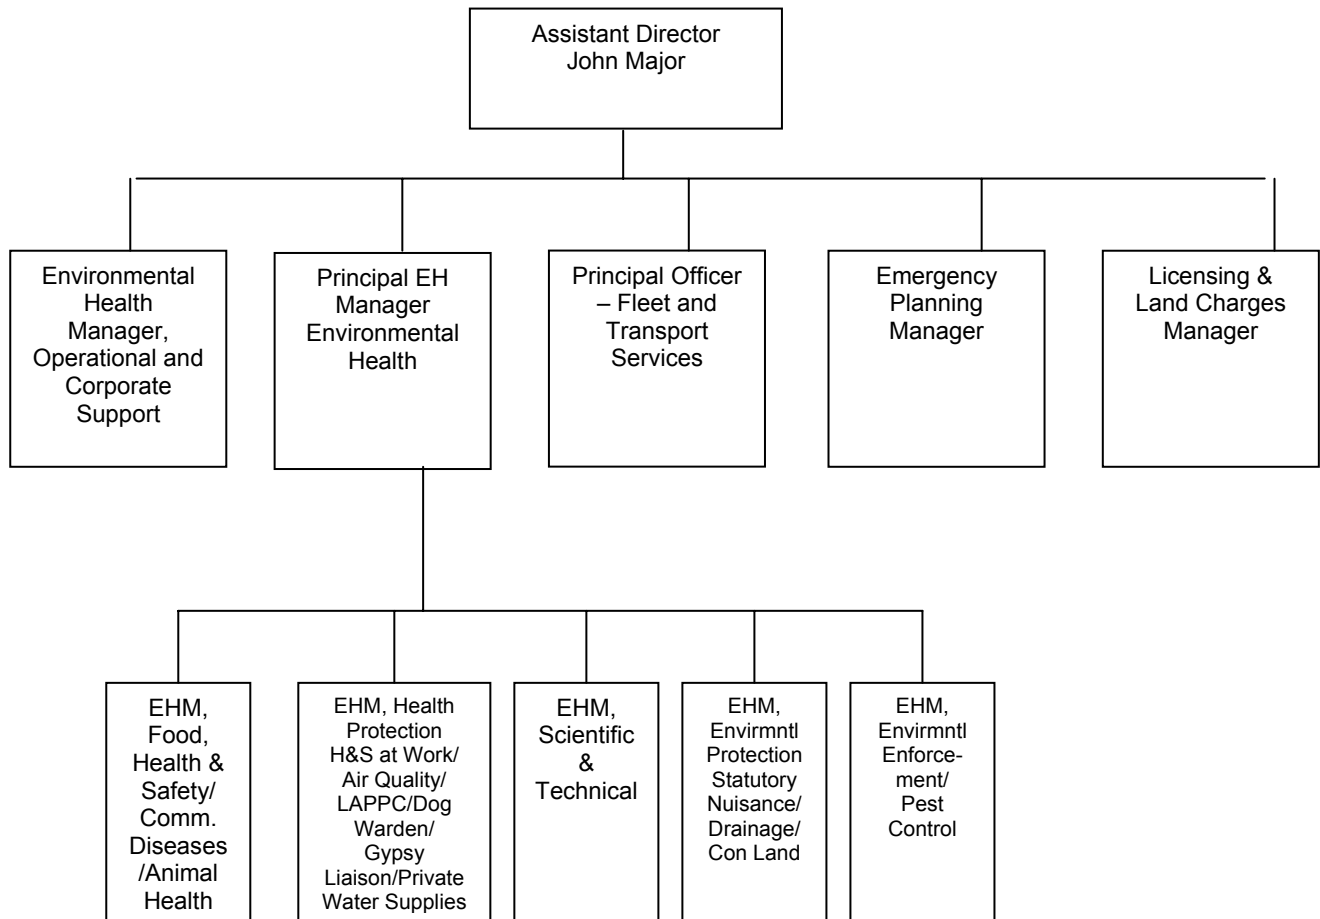 Assistant Director
John Major
Environmental
Health
Manager,
Operational and
Corporate
Support
Principal EH
Manager
Environmental
Health
Principal Officer
– Fleet and
Transport
Services
Emergency
Planning
Manager
Licensing &
Land Charges
Manager
EHM,
Food,
Health &
Safety/
Comm.
Diseases
/Animal
Health
EHM, Health
Protection
H&S at Work/
Air Quality/
LAPPC/Dog
Warden/
Gypsy
Liaison/Private
Water Supplies
EHM,
Scientific
&
Technical
EHM,
Envirmntl
Protection
Statutory
Nuisance/
Drainage/
Con Land
EHM,
Envirmntl
Enforce-
ment/
Pest
Control